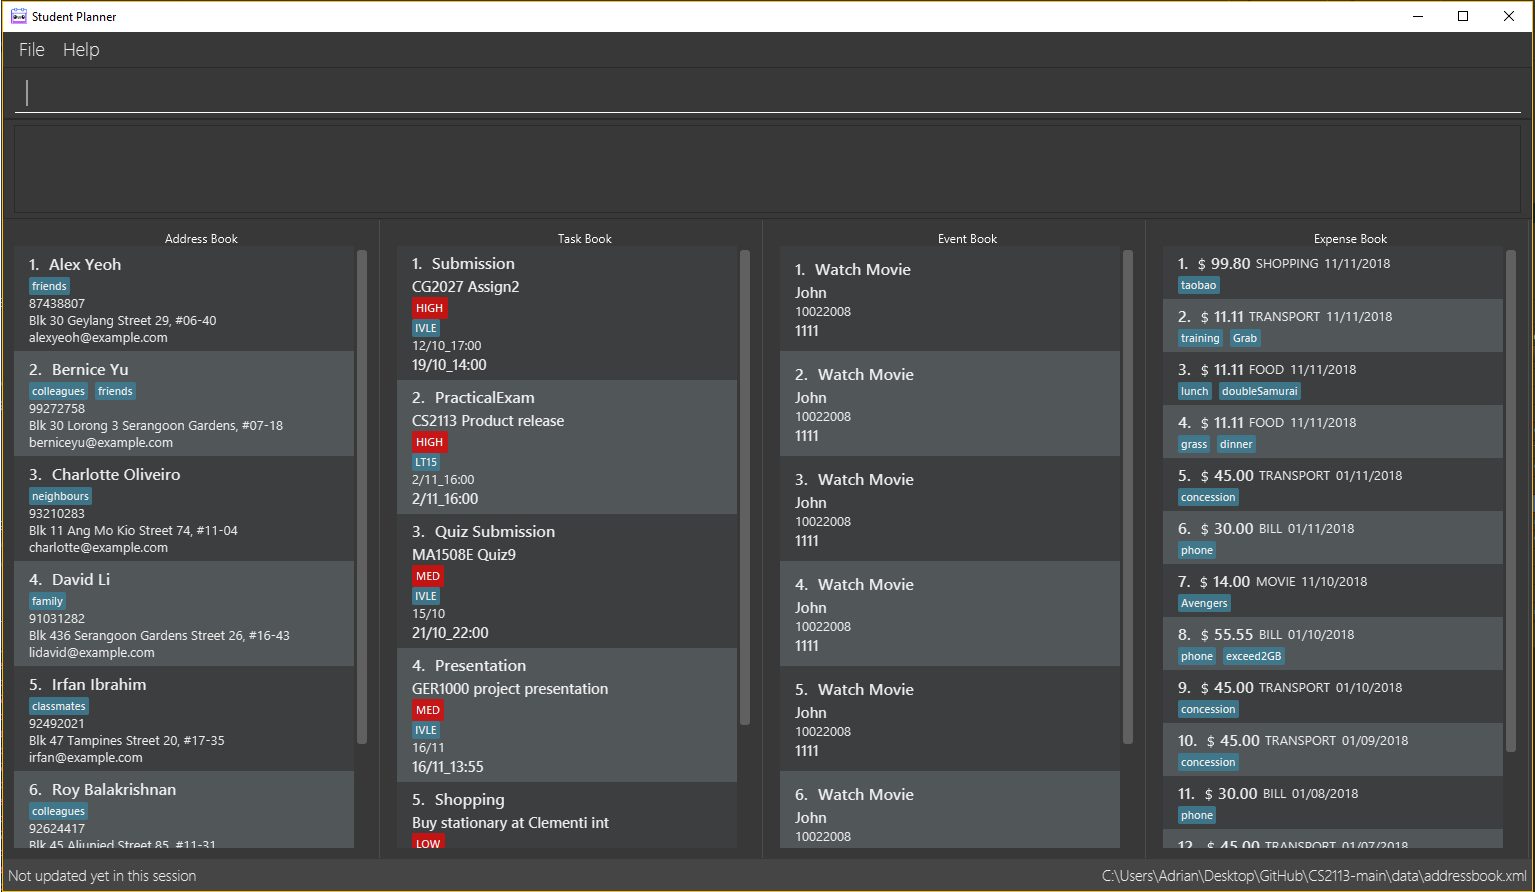 Student Planner
File Help
Address Book
1. Alex Yeoh
friends
87438807
Blk 30 Geylang Street 29, #06-40
alexyeoh@example.com
2. Bernice Yu
colleagues friends
99272758
Blk 30 Lorong 3 Serangoon Gardens, #07-18
berniceyu@example.com
3. Charlotte Oliveiro
neighbours
93210283
Blk 11 Ang Mo Kio Street 74, #11-04
charlotte@example.com
4. David Li
family
91031282
Blk 436 Serangoon Gardens Street 26, #16-43
lidavid@example.com
5. Irfan Ibrahim
classmates
92492021
Blk 47 Tampines Street 20, #17-35
irfan@example.com
6. Roy Balakrishnan
colleagues
92624417
Blk 45 Aljunied Street 85, #11-31
Task Book
1. Submission
CG2027 Assign2
HIGH
IVLE
12/10_17:00
19/10_14:00
2. PracticalExam
CS2113 Product release
HIGH
LT15
2/11_16:00
2/11_16:00
3. Quiz Submission
MA1508E Quiz9
MED
IVLE
15/10
21/10_22:00
4. Presentation
GER1000 project presentation
MED
IVLE
16/11
16/11_13:55
5. Shopping
Buy stationary at Clementi int
LOW
Event Book
1. Watch Movie
John
10022008
1111
2. Watch Movie
John
10022008
1111
3. Watch Movie
John
10022008
1111
4. Watch Movie
John
10022008
1111
5. Watch Movie
John
10022008
1111
6. Watch Movie
John
10022008
Expense Book
1. $ 99.80 SHOPPING 11/11/2018
taobao
2. $ 11.11 TRANSPORT 11/11/2018
training Grab
3. $ 11.11 FOOD 11/11/2018
lunch doubleSamurai
4. $ 11.11 FOOD 11/11/2018
grass dinner
5. $ 45.00 TRANSPORT 01/11/2018
concession
6. $ 30.00 BILL 01/11/2018
phone
7. $ 14.00 MOVIE 11/10/2018
Avengers
8. $ 55.55 BILL 01/10/2018
phone exceed2GB
9. $ 45.00 TRANSPORT 01/10/2018
concession
10. $ 45.00 TRANSPORT 01/09/2018
concession
11. $ 30.00 BILL 01/08/2018
phone
12. $ 45.00 TRANSPORT 01/07/2018
Not updated yet in this session
C:\Users\Adrian\Desktop\GitHub\CS2113-main\data\addressbook.xml